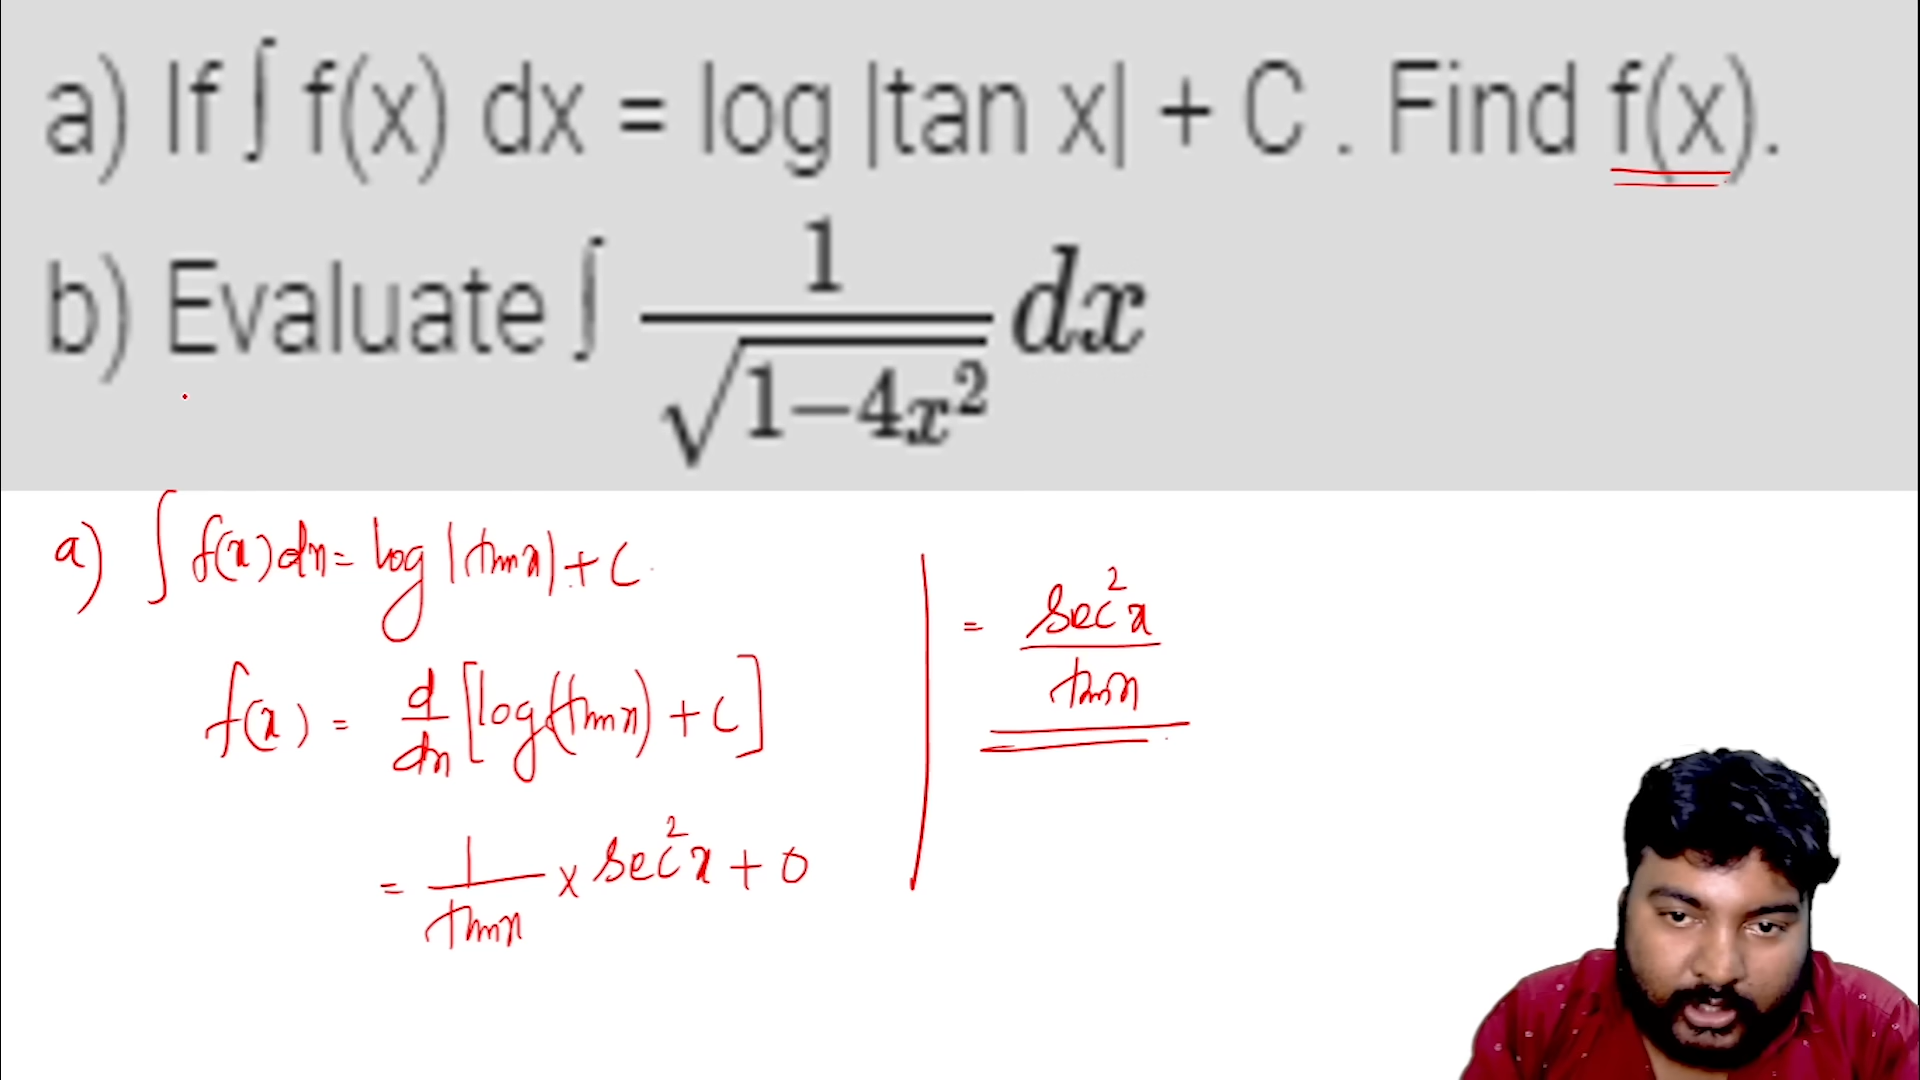 a) If ∫ f(x) dx = log |tan x| + C . Find f(x).
b) Evaluate ∫ 1/√(1−4x²) dx
a) ∫ f(x) dx = log |tan x| + C
f(x) = d/dx [log(tan x) + C]
= 1/tan x × sec²x + 0
= sec²x/tan x